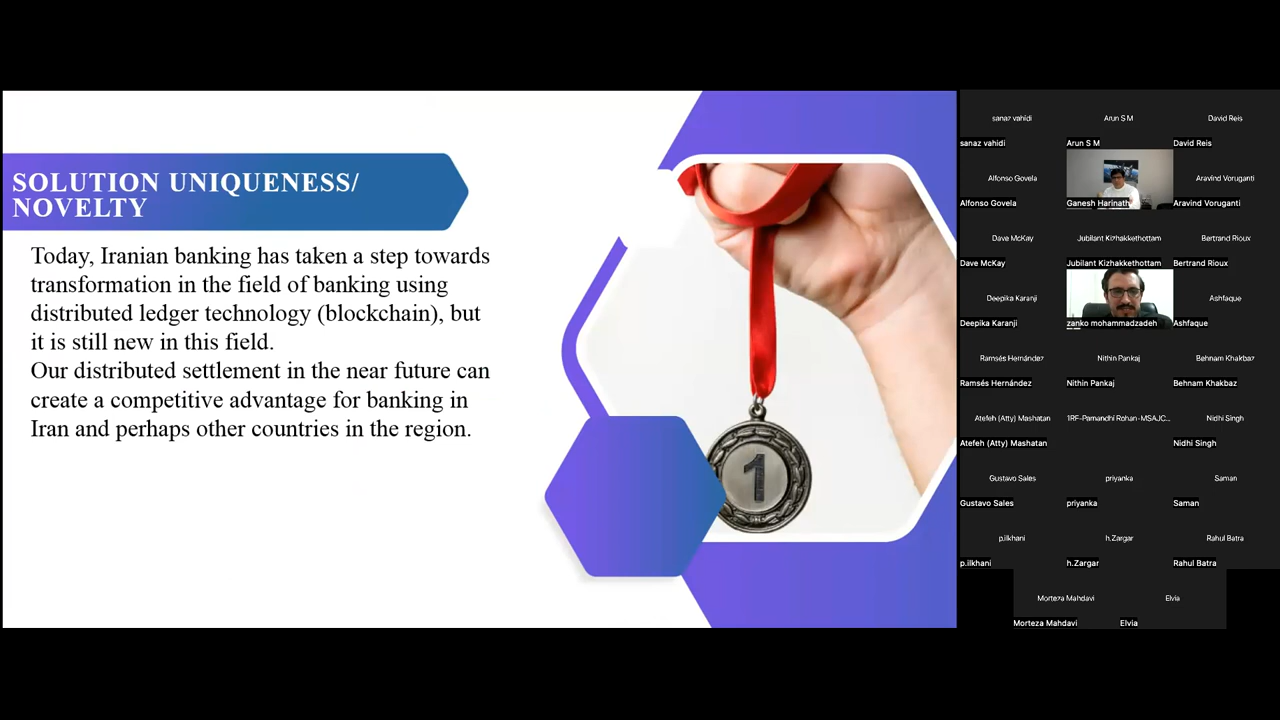 SOLUTION UNIQUENESS/
NOVELTY
Today, Iranian banking has taken a step towards
transformation in the field of banking using
distributed ledger technology (blockchain), but
it is still new in this field.
Our distributed settlement in the near future can
create a competitive advantage for banking in
Iran and perhaps other countries in the region.
1
sanaz vahidi
Arun S M
David Reis
sanaz vahidi
Arun S M
David Reis
Alfonso Govela
Aravind Voruganti
Alfonso Govela
Ganesh Harinath
Aravind Voruganti
Dave McKay
Jubilant Kizhakkethottam
Bertrand Rioux
Dave McKay
Jubilant Kizhakkethottam
Bertrand Rioux
Deepika Karanji
Ashfaque
Deepika Karanji
zanko mohammadzadeh
Ashfaque
Ramsés Hernández
Nithin Pankaj
Behnam Khakbaz
Ramsés Hernández
Nithin Pankaj
Behnam Khakbaz
Atefeh (Atty) Mashatan
1RF-Pamandhi Rohan-MSAJC...
Nidhi Singh
Atefeh (Atty) Mashatan
Nidhi Singh
Gustavo Sales
priyanka
Saman
Gustavo Sales
priyanka
Saman
p.ilkhani
h.Zargar
Rahul Batra
p.ilkhani
h.Zargar
Rahul Batra
Morteza Mahdavi
Elvia
Morteza Mahdavi
Elvia